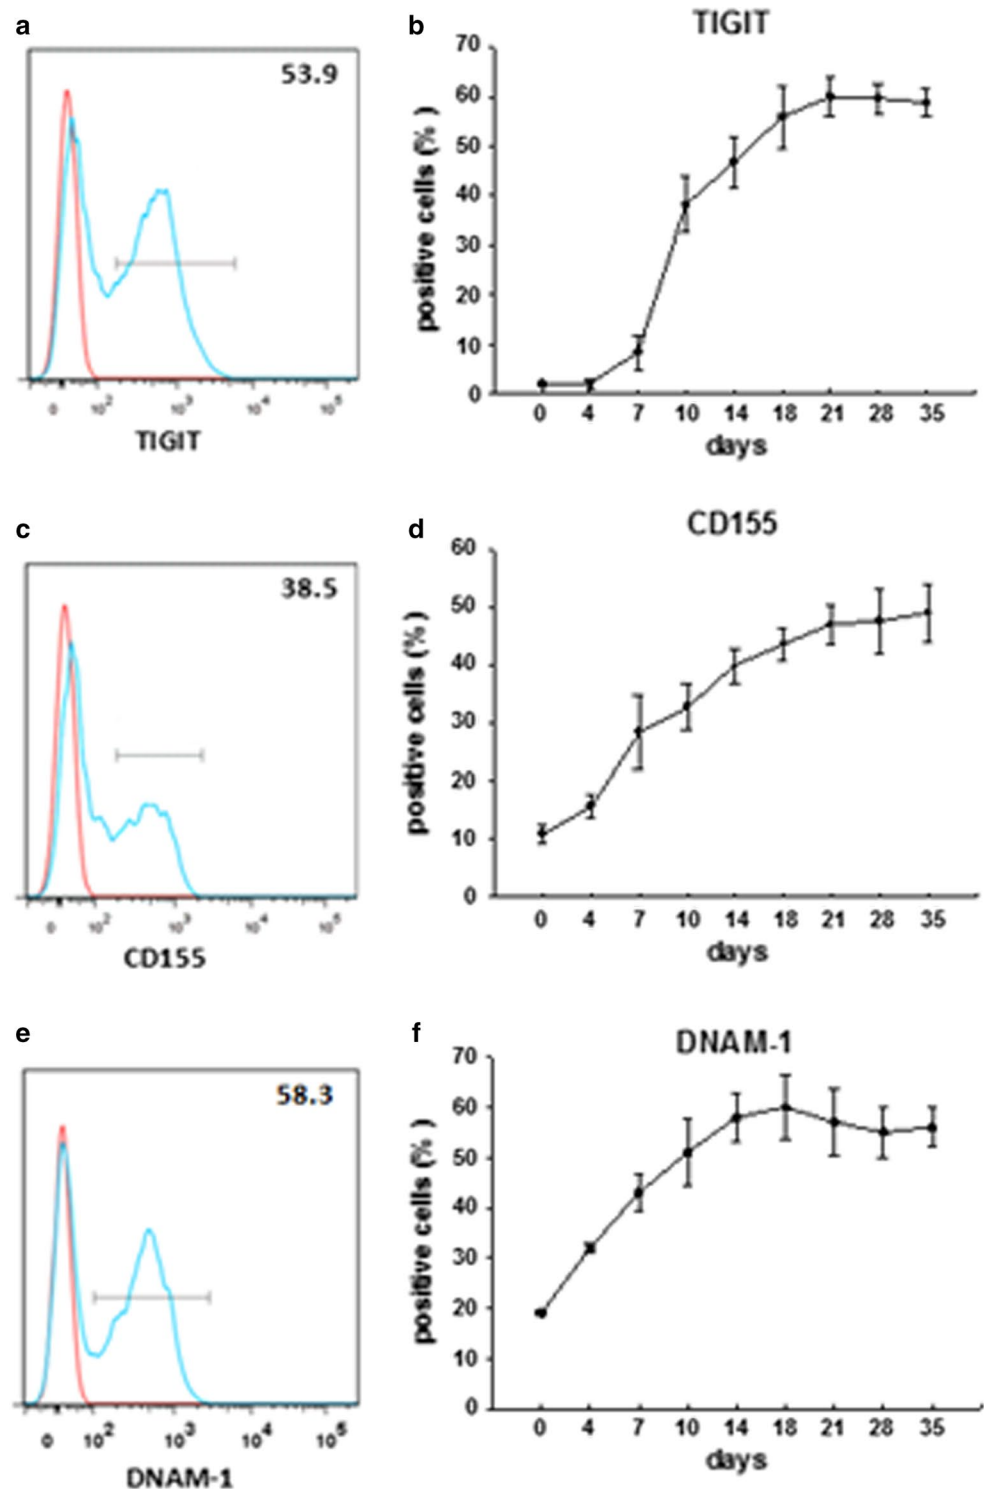 a
53.9
0 10² 10³ 10⁴ 10⁵
TIGIT
b
TIGIT
positive cells (% )
70
60
50
40
30
20
10
0
0 4 7 10 14 18 21 28 35
days
c
38.5
0 10² 10³ 10⁴ 10⁵
CD155
d
CD155
positive cells (%)
60
50
40
30
20
10
0
0 4 7 10 14 18 21 28 35
days
e
58.3
0 10² 10³ 10⁴ 10⁵
DNAM-1
f
DNAM-1
positive cells (% )
70
60
50
40
30
20
10
0
0 4 7 10 14 18 21 28 35
days